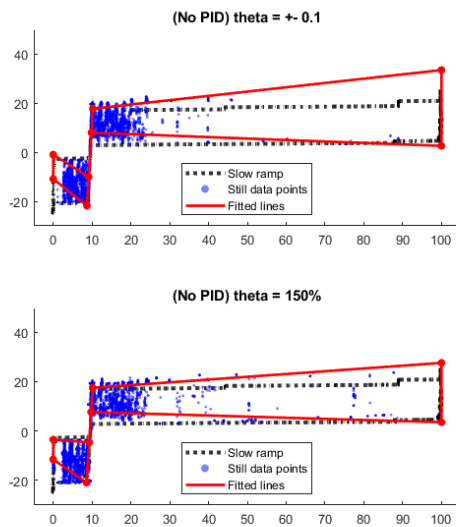 (No PID) theta = +- 0.1
40
20
0
-20
Slow ramp
Still data points
Fitted lines
0 10 20 30 40 50 60 70 80 90 100
(No PID) theta = 150%
40
20
0
-20
Slow ramp
Still data points
Fitted lines
0 10 20 30 40 50 60 70 80 90 100